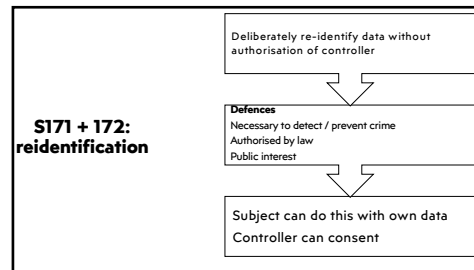 S171 + 172:
reidentification
Deliberately re-identify data without
authorisation of controller
Defences
Necessary to detect / prevent crime
Authorised by law
Public interest
Subject can do this with own data
Controller can consent